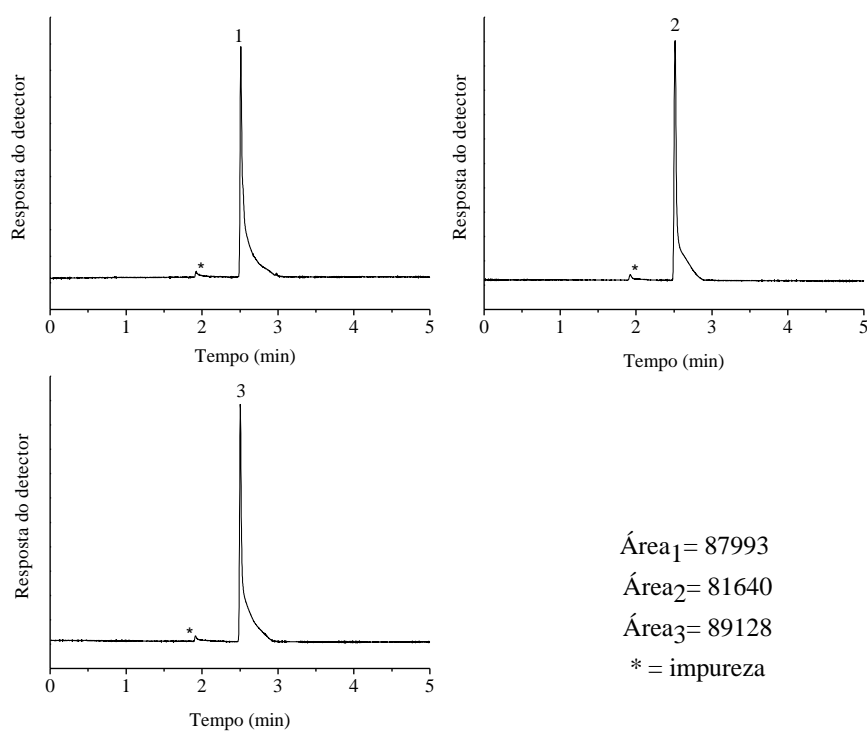 1
Resposta do detector
*
0 1 2 3 4 5
Tempo (min)
2
Resposta do detector
*
0 1 2 3 4 5
Tempo (min)
3
Resposta do detector
*
0 1 2 3 4 5
Tempo (min)
Área1= 87993
Área2= 81640
Área3= 89128
* = impureza